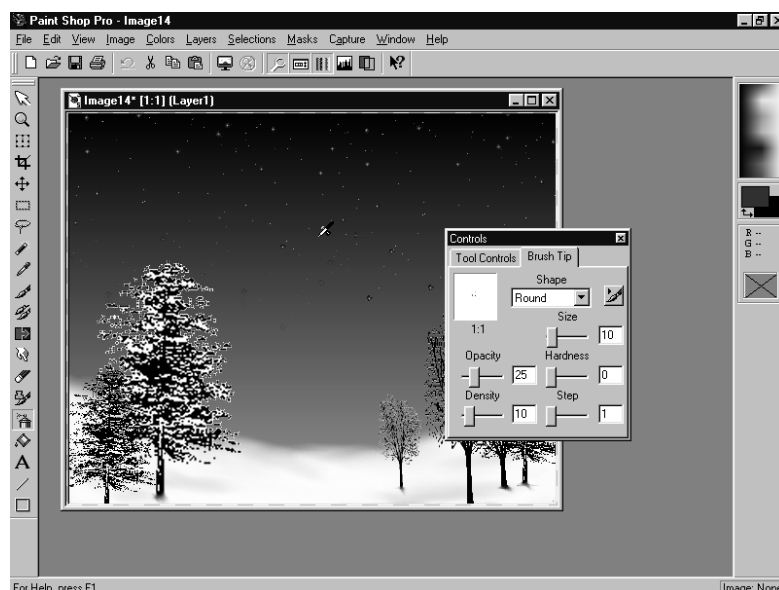 Paint Shop Pro - Image14
File Edit View Image Colors Layers Selections Masks Capture Window Help
Image14* [1:1] (Layer1)
Controls
Tool Controls Brush Tip
Shape
Round
1:1
Size
10
Opacity Hardness
25 0
Density Step
10 1
R --
G --
B --
For Help, press F1
Image: None